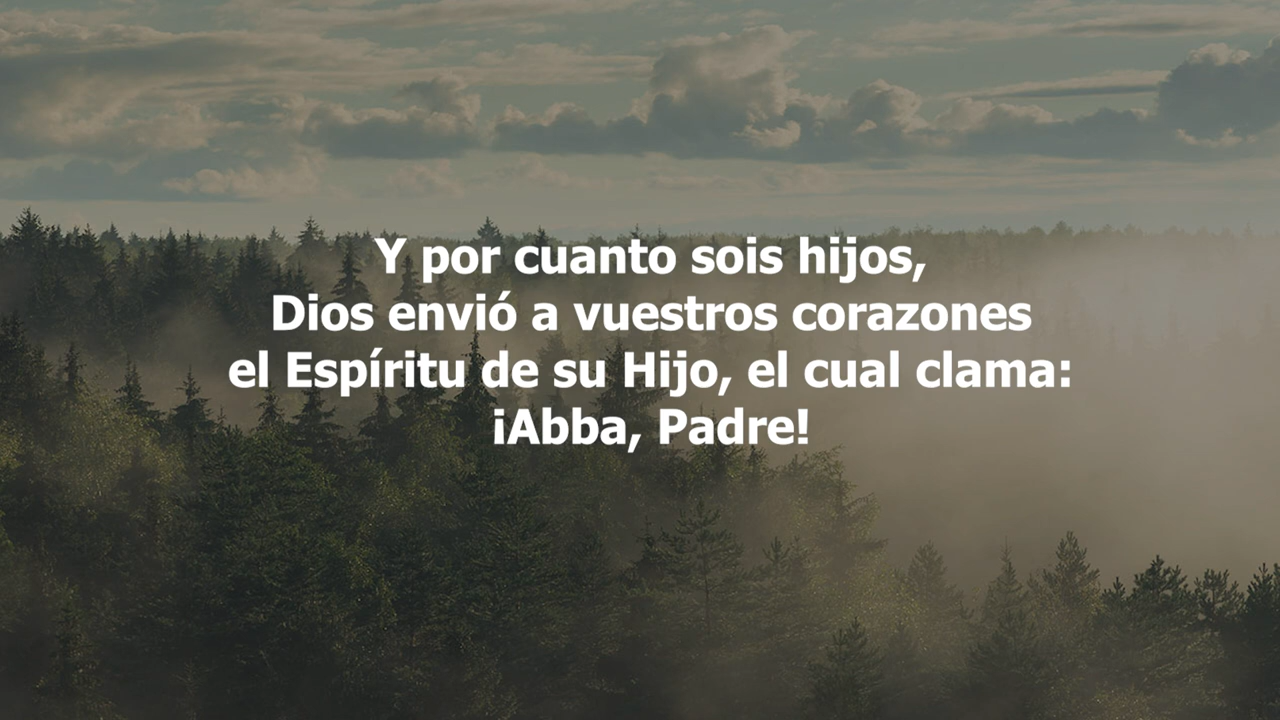 Y por cuanto sois hijos,
Dios envió a vuestros corazones
el Espíritu de su Hijo, el cual clama:
¡Abba, Padre!